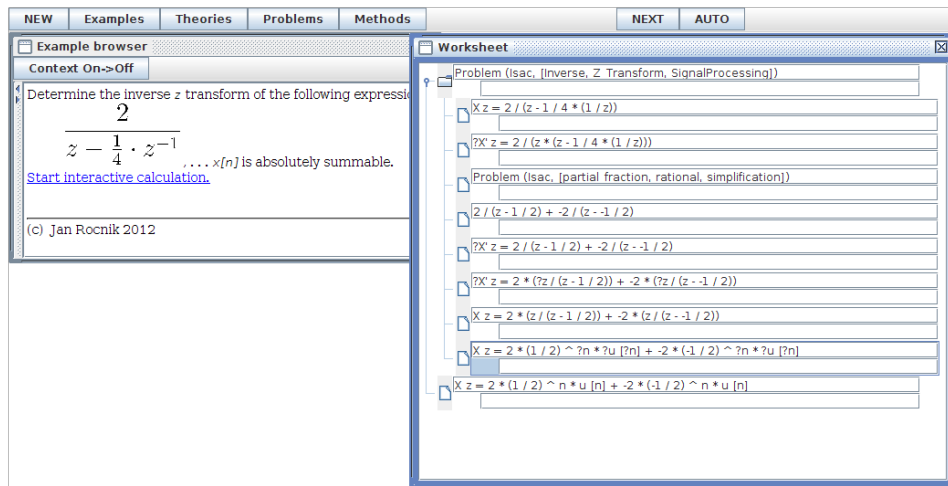 NEW Examples Theories Problems Methods NEXT AUTO
Example browser
Context On->Off
Determine the inverse z transform of the following expressi
2
z − 1/4 · z⁻¹
, . . . x[n] is absolutely summable.
Start interactive calculation.
(c) Jan Rocnik 2012
Worksheet
Problem (Isac, [Inverse, Z Transform, SignalProcessing])
X z = 2 / (z - 1 / 4 * (1 / z))
?X' z = 2 / (z * (z - 1 / 4 * (1 / z)))
Problem (Isac, [partial fraction, rational, simplification])
2 / (z - 1 / 2) + -2 / (z - -1 / 2)
?X' z = 2 / (z - 1 / 2) + -2 / (z - -1 / 2)
?X' z = 2 * (?z / (z - 1 / 2)) + -2 * (?z / (z - -1 / 2))
X z = 2 * (z / (z - 1 / 2)) + -2 * (z / (z - -1 / 2))
X z = 2 * (1 / 2) ^ ?n * ?u [?n] + -2 * (-1 / 2) ^ ?n * ?u [?n]
X z = 2 * (1 / 2) ^ n * u [n] + -2 * (-1 / 2) ^ n * u [n]